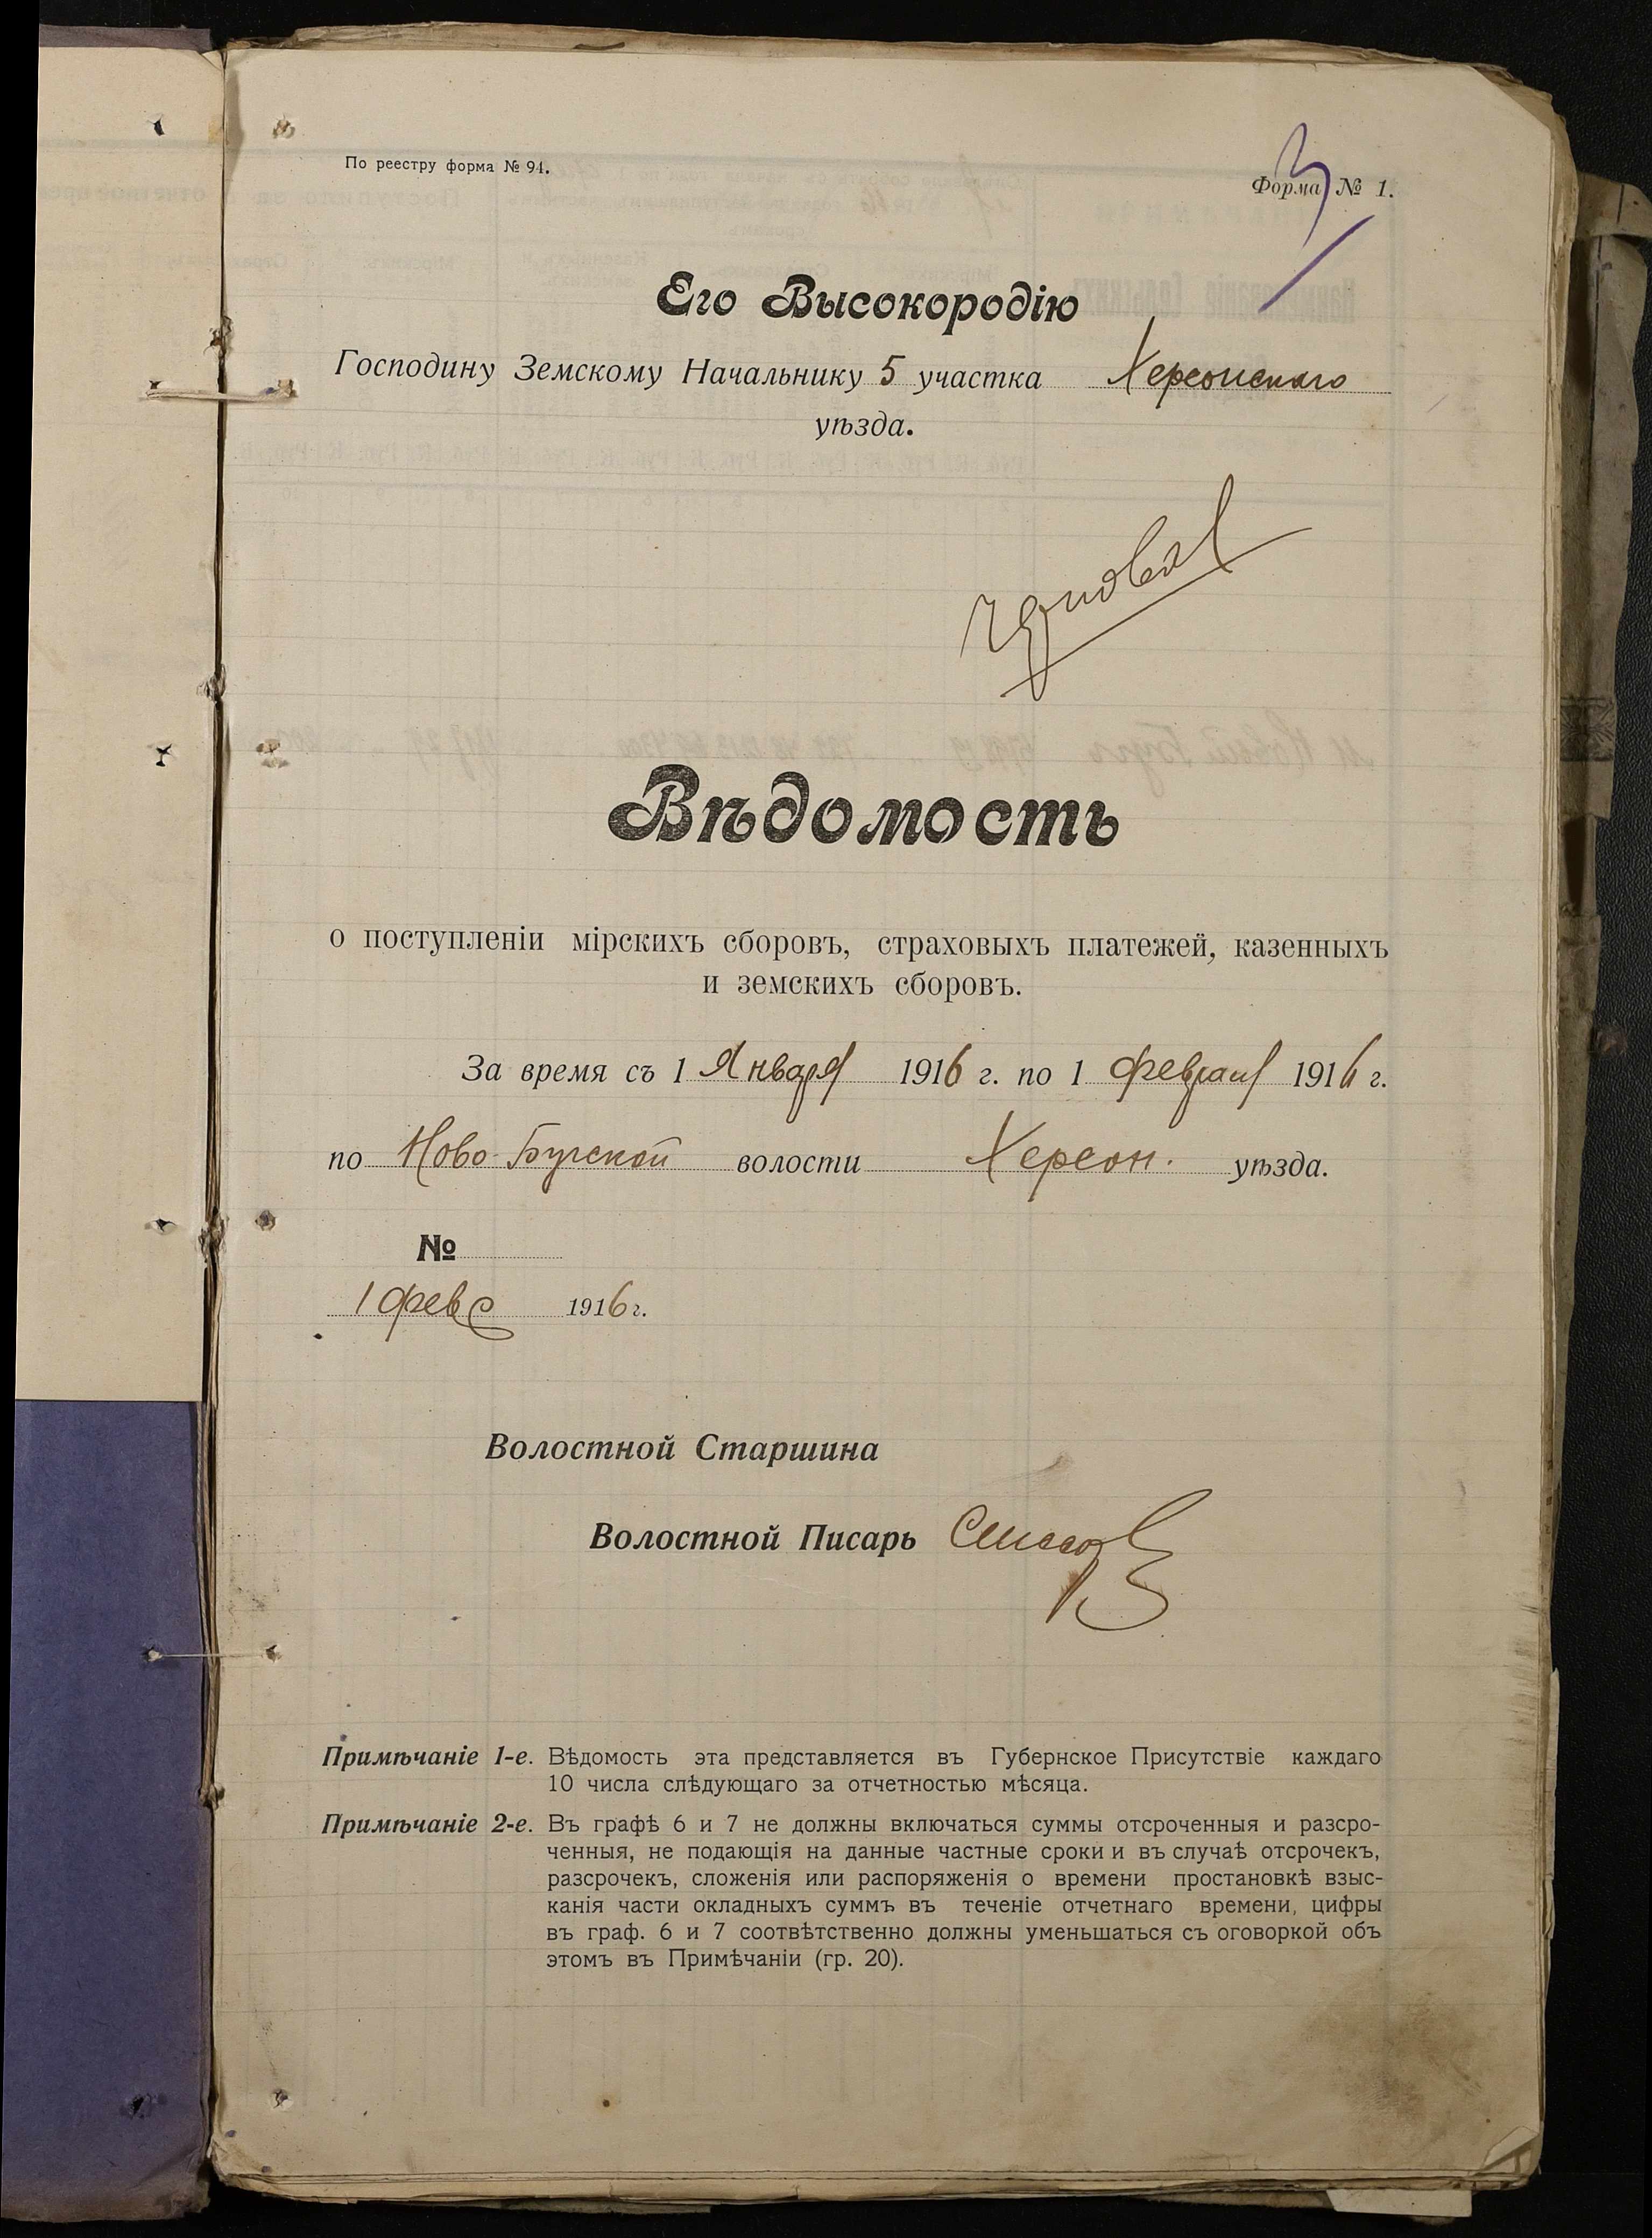 По реестру форма № 94.
Форма № 1.
3
Его Высокородію
Господину Земскому Начальнику 5 участка Херсонскаго
уѣзда.
Черновая
Вѣдомость
о поступленіи мірскихъ сборовъ, страховыхъ платежей, казенныхъ
и земскихъ сборовъ.
За время съ 1 Января 1916 г. по 1 Февраля 1916 г.
по Ново-Бугской волости Херсон. уѣзда.
№
1 Февр 1916 г.
Волостной Старшина
Волостной Писарь
Примѣчаніе 1-е. Вѣдомость эта представляется въ Губернское Присутствіе каждаго
10 числа слѣдующаго за отчетностью мѣсяца.
Примѣчаніе 2-е. Въ графѣ 6 и 7 не должны включаться суммы отсроченныя и разсро-
ченныя, не подающія на данные частные сроки и въ случаѣ отсрочекъ,
разсрочекъ, сложенія или распоряженія о времени простановкѣ взыс-
канія части окладныхъ суммъ въ теченіе отчетнаго времени, цифры
въ граф. 6 и 7 соотвѣтственно должны уменьшаться съ оговоркой объ
этомъ въ Примѣчаніи (гр. 20).